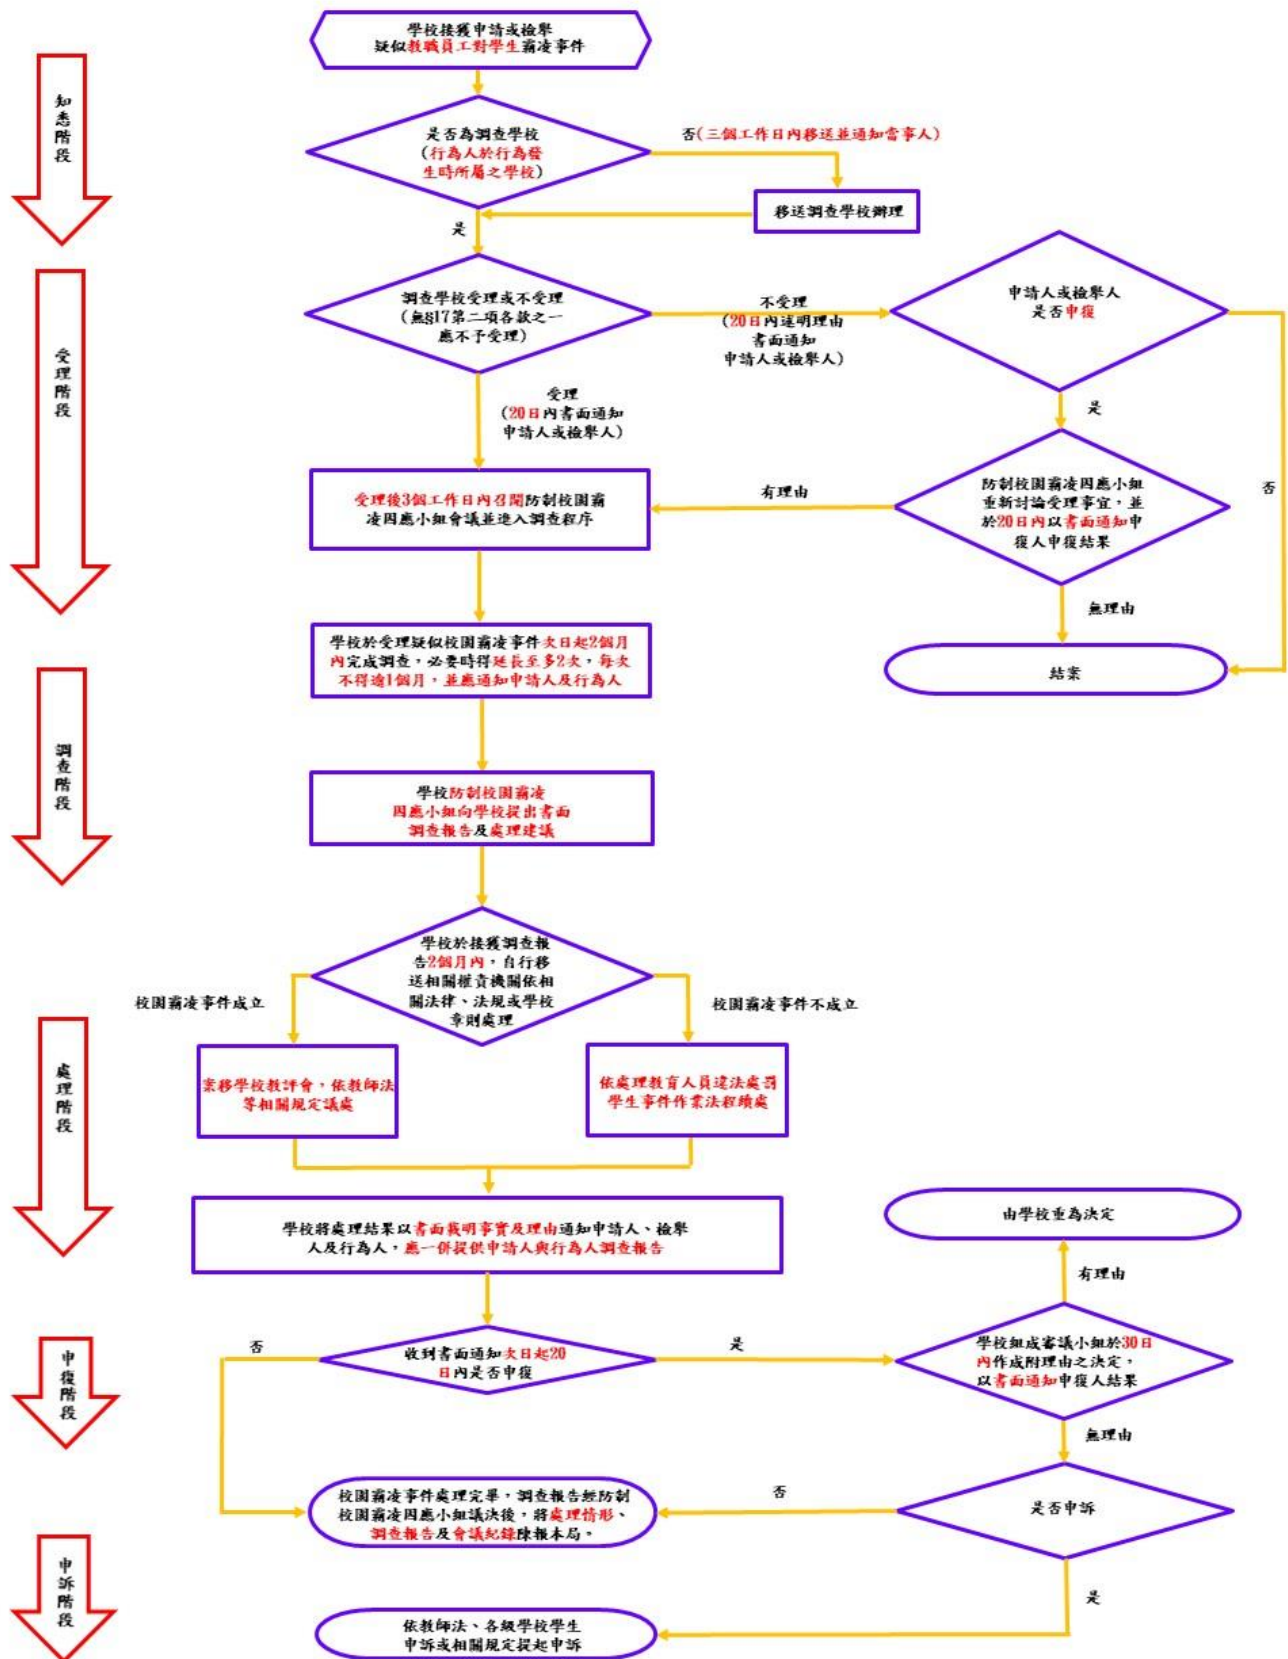 學校接獲申請或檢舉
疑似教職員工對學生霸凌事件
知悉階段
是否為調查學校
(行為人於行為發
生時所屬之學校)
否(三個工作日內移送並通知當事人)
移送調查學校辦理
是
受理階段
調查學校受理或不受理
(無§17第二項各款之一
應不予受理)
不受理
(20日內述明理由
書面通知
申請人或檢舉人)
申請人或檢舉人
是否申復
受理
(20日內書面通知
申請人或檢舉人)
是
否
受理後3個工作日內召開防制校園霸
凌因應小組會議並進入調查程序
有理由
防制校園霸凌因應小組
重新討論受理事宜，並
於20日內以書面通知申
復人申復結果
無理由
結案
調查階段
學校於受理疑似校園霸凌事件次日起2個月
內完成調查，必要時得延長至多2次，每次
不得逾1個月，並應通知申請人及行為人
學校防制校園霸凌
因應小組向學校提出書面
調查報告及處理建議
處理階段
學校於接獲調查報
告2個月內，自行移
送相關權責機關依相
關法律、法規或學校
章則處理
校園霸凌事件成立
校園霸凌事件不成立
案移學校教評會，依教師法
等相關規定議處
依處理教育人員違法處罰
學生事件作業法程續處
學校將處理結果以書面載明事實及理由通知申請人、檢舉
人及行為人，應一併提供申請人與行為人調查報告
由學校重為決定
有理由
申復階段
否
收到書面通知次日起20
日內是否申復
是
學校組成審議小組於30日
內作成附理由之決定，
以書面通知申復人結果
無理由
校園霸凌事件處理完畢，調查報告經防制
校園霸凌因應小組議決後，將處理情形、
調查報告及會議紀錄陳報本局。
否
是否申訴
是
申訴階段
依教師法、各級學校學生
申訴或相關規定提起申訴